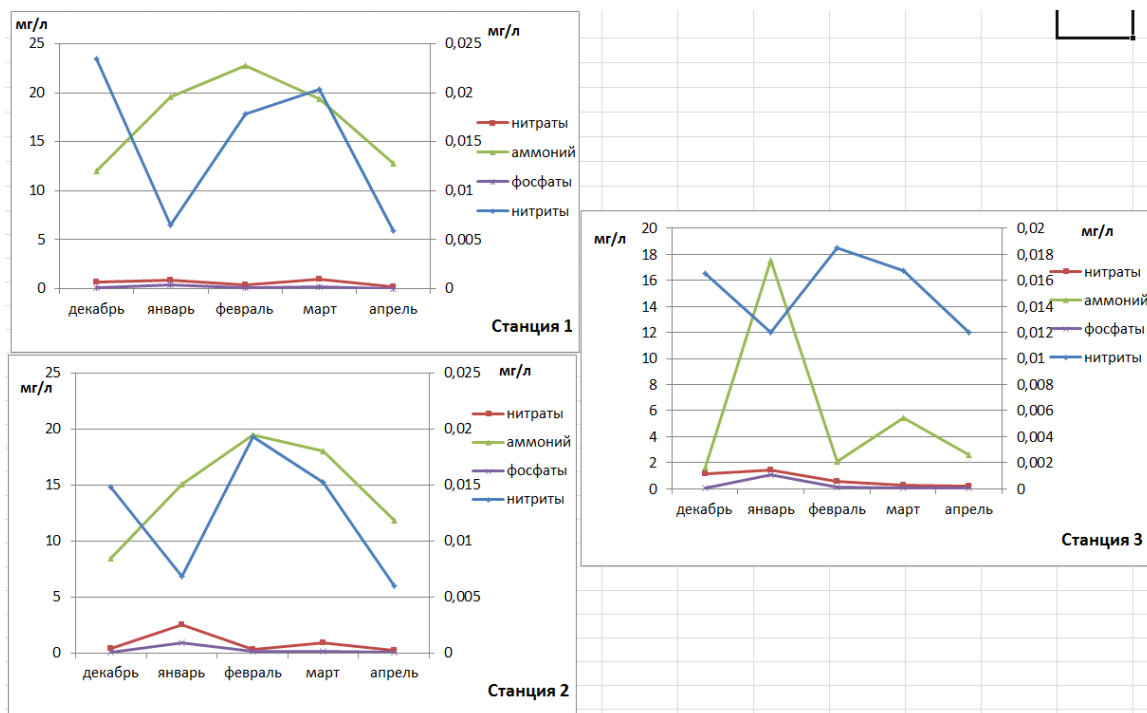 мг/л
мг/л
25
0,025
20
0,02
15
0,015
10
0,01
5
0,005
0
0
нитраты
аммоний
фосфаты
нитриты
декабрь январь февраль март апрель
Станция 1
25
0,025
мг/л
мг/л
20
0,02
15
0,015
10
0,01
5
0,005
0
0
нитраты
аммоний
фосфаты
нитриты
декабрь январь февраль март апрель
Станция 2
мг/л
мг/л
20
0,02
18
0,018
16
0,016
14
0,014
12
0,012
10
0,01
8
0,008
6
0,006
4
0,004
2
0,002
0
0
нитраты
аммоний
фосфаты
нитриты
декабрь январь февраль март апрель
Станция 3